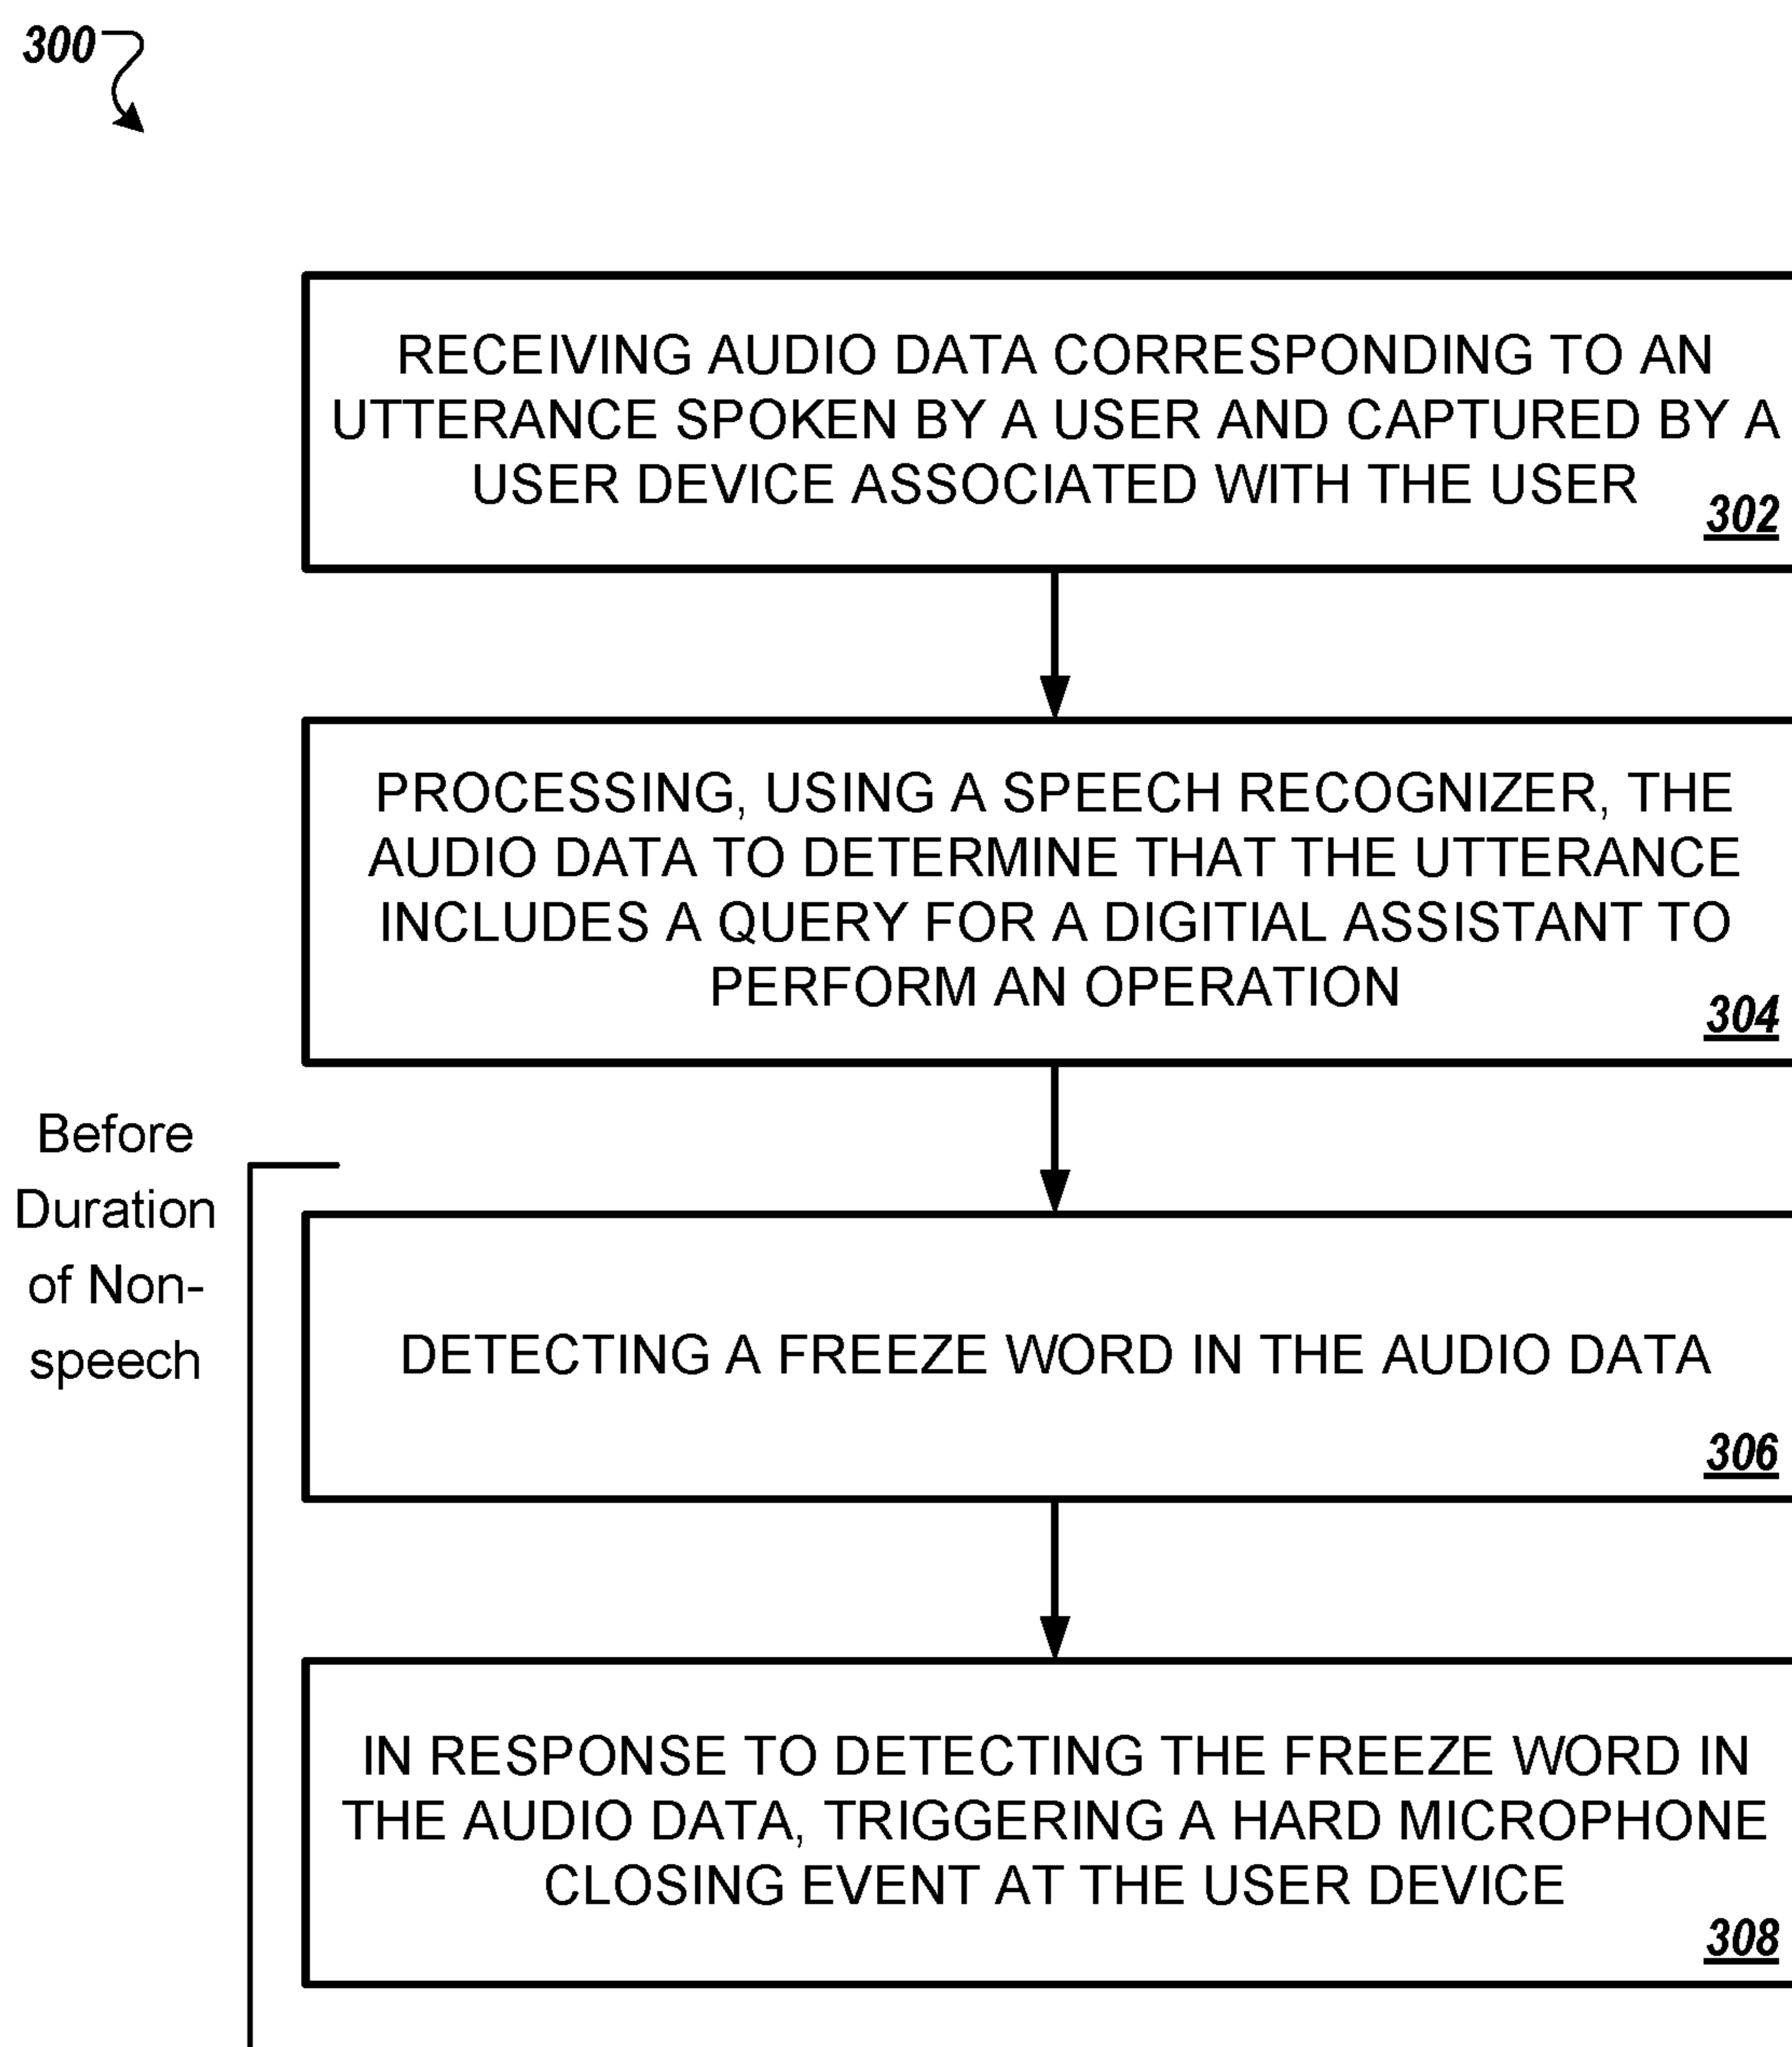 300
RECEIVING AUDIO DATA CORRESPONDING TO AN
UTTERANCE SPOKEN BY A USER AND CAPTURED BY A
USER DEVICE ASSOCIATED WITH THE USER
302
PROCESSING, USING A SPEECH RECOGNIZER, THE
AUDIO DATA TO DETERMINE THAT THE UTTERANCE
INCLUDES A QUERY FOR A DIGITIAL ASSISTANT TO
PERFORM AN OPERATION
304
Before
Duration
of Non-
speech
DETECTING A FREEZE WORD IN THE AUDIO DATA
306
IN RESPONSE TO DETECTING THE FREEZE WORD IN
THE AUDIO DATA, TRIGGERING A HARD MICROPHONE
CLOSING EVENT AT THE USER DEVICE
308